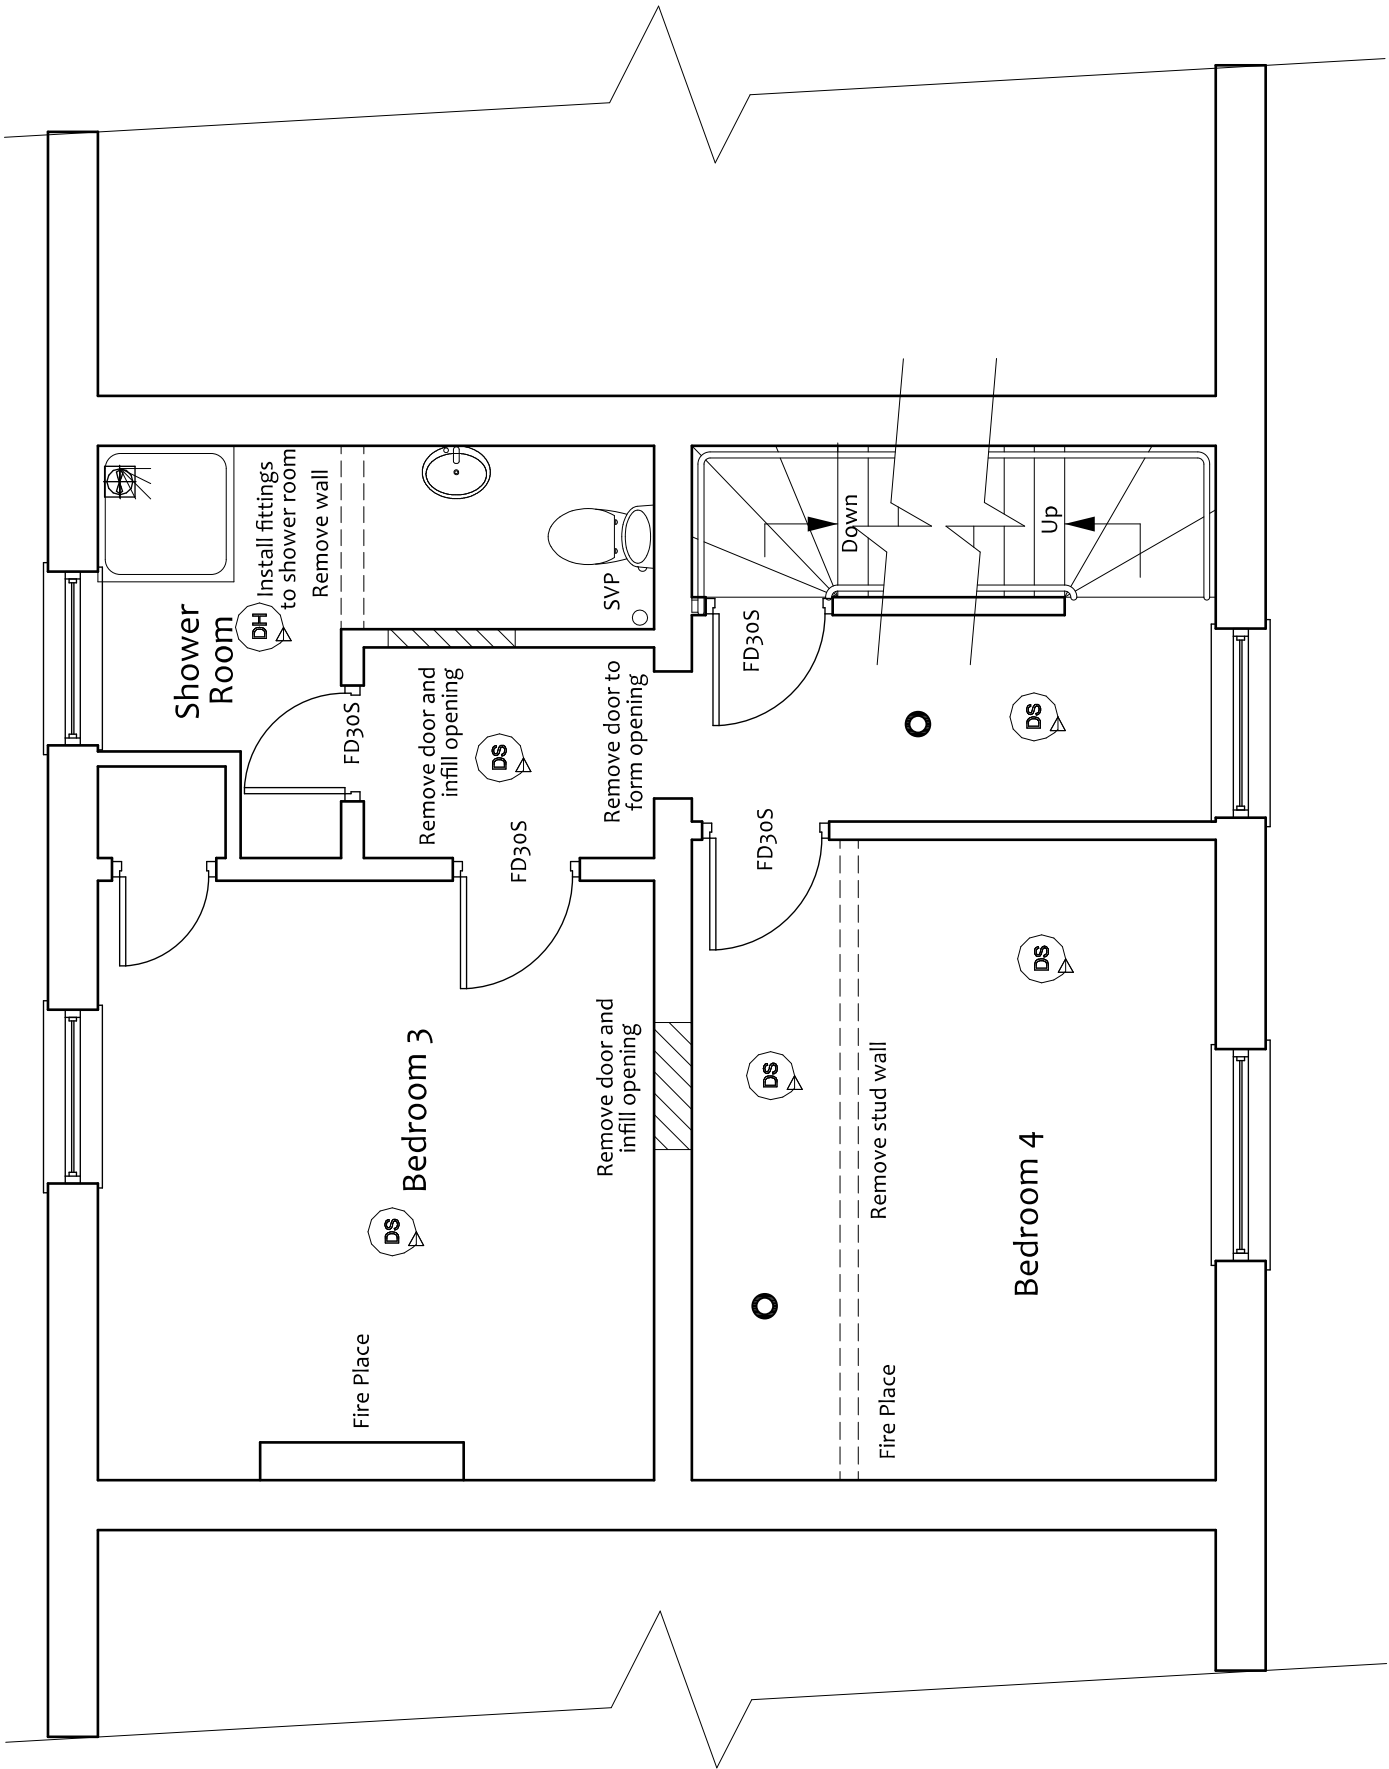 Shower
Room
DH
Install fittings
to shower room
Remove wall
SVP
FD30S
Remove door and
infill opening
DS
FD30S
Remove door to
form opening
FD30S
Down
Up
DS
FD30S
Bedroom 3
DS
Fire Place
Remove door and
infill opening
DS
DS
Remove stud wall
Fire Place
Bedroom 4